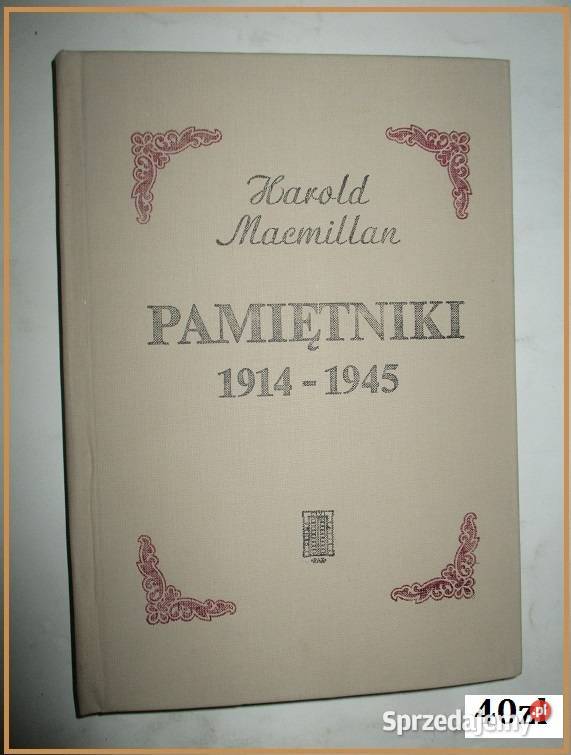 Harold
Macmillan
PAMIĘTNIKI
1914-1945
40zł
Sprzedajemy.pl